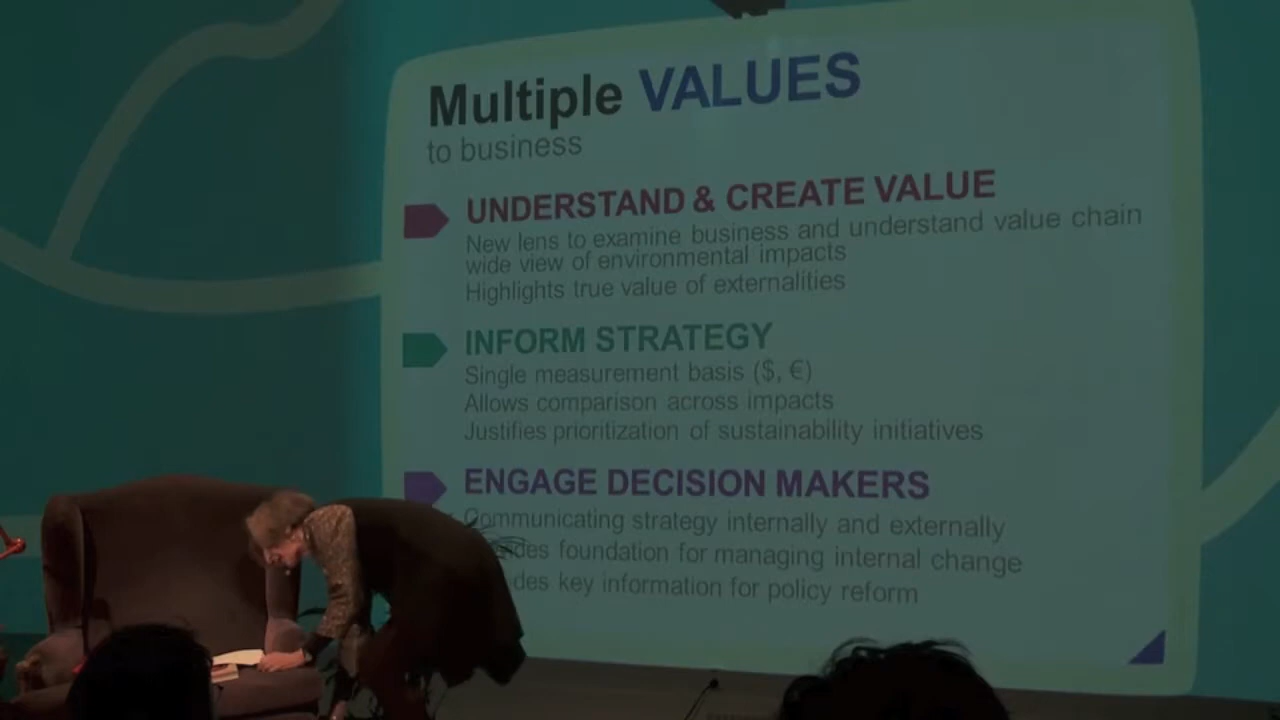 Multiple VALUES
to business
UNDERSTAND & CREATE VALUE
New lens to examine business and understand value chain
wide view of environmental impacts
Highlights true value of externalities
INFORM STRATEGY
Single measurement basis ($, €)
Allows comparison across impacts
Justifies prioritization of sustainability initiatives
ENGAGE DECISION MAKERS
Communicating strategy internally and externally
foundation for managing internal change
key information for policy reform